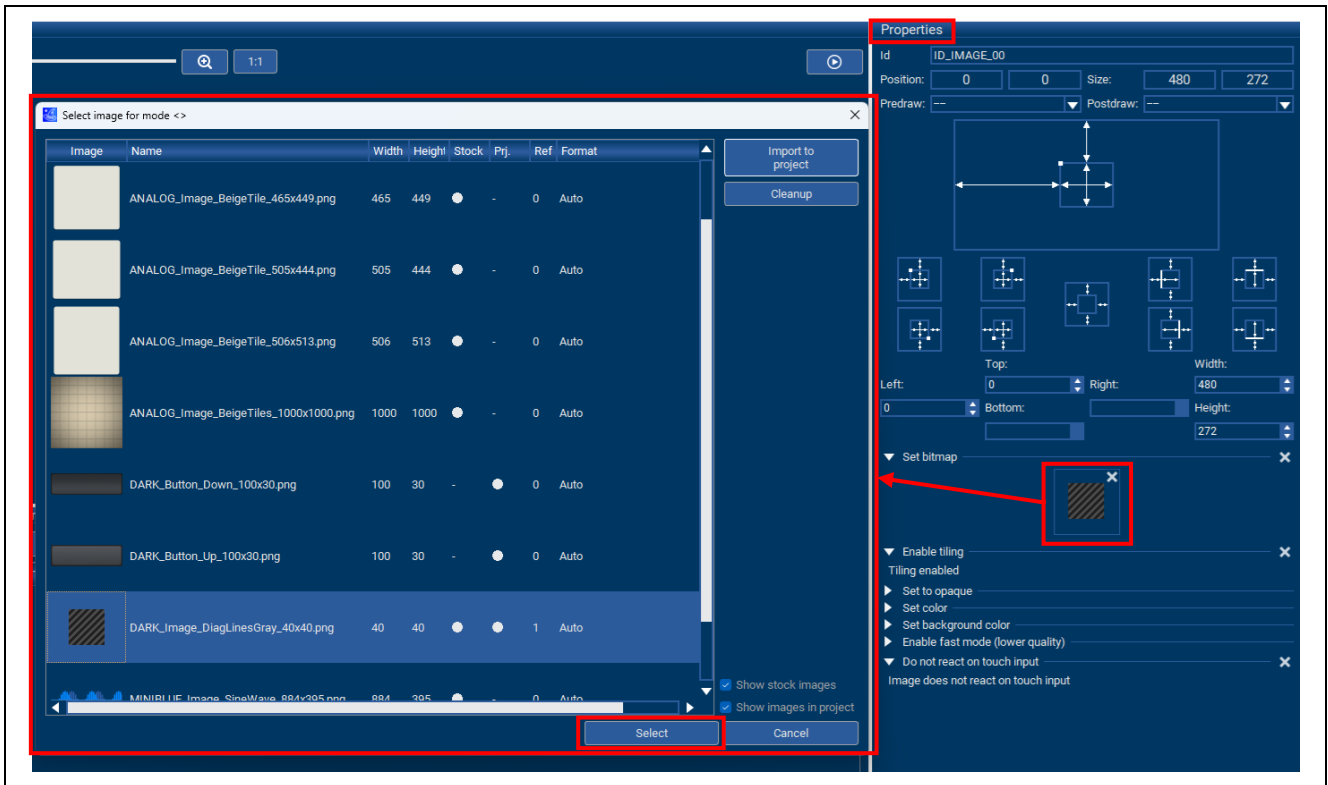 Properties
1:1
Id ID_IMAGE_00
Position: 0 0 Size: 480 272
Predraw: -- Postdraw: --
Select image for mode <>
Image Name Width Height Stock Prj. Ref Format
ANALOG_Image_BeigeTile_465x449.png 465 449 - 0 Auto
ANALOG_Image_BeigeTile_505x444.png 505 444 - 0 Auto
ANALOG_Image_BeigeTile_506x513.png 506 513 - 0 Auto
ANALOG_Image_BeigeTiles_1000x1000.png 1000 1000 - 0 Auto
DARK_Button_Down_100x30.png 100 30 - 0 Auto
DARK_Button_Up_100x30.png 100 30 - 0 Auto
DARK_Image_DiagLinesGray_40x40.png 40 40 1 Auto
MINIBLUE_Image_SineWave_884x395.png 884 395 - 0 Auto
Import to
project
Cleanup
Show stock images
Show images in project
Select
Cancel
Top: Width:
Left: 0 Right: 480
0 Bottom: Height:
272
Set bitmap
Enable tiling
Tiling enabled
Set to opaque
Set color
Set background color
Enable fast mode (lower quality)
Do not react on touch input
Image does not react on touch input